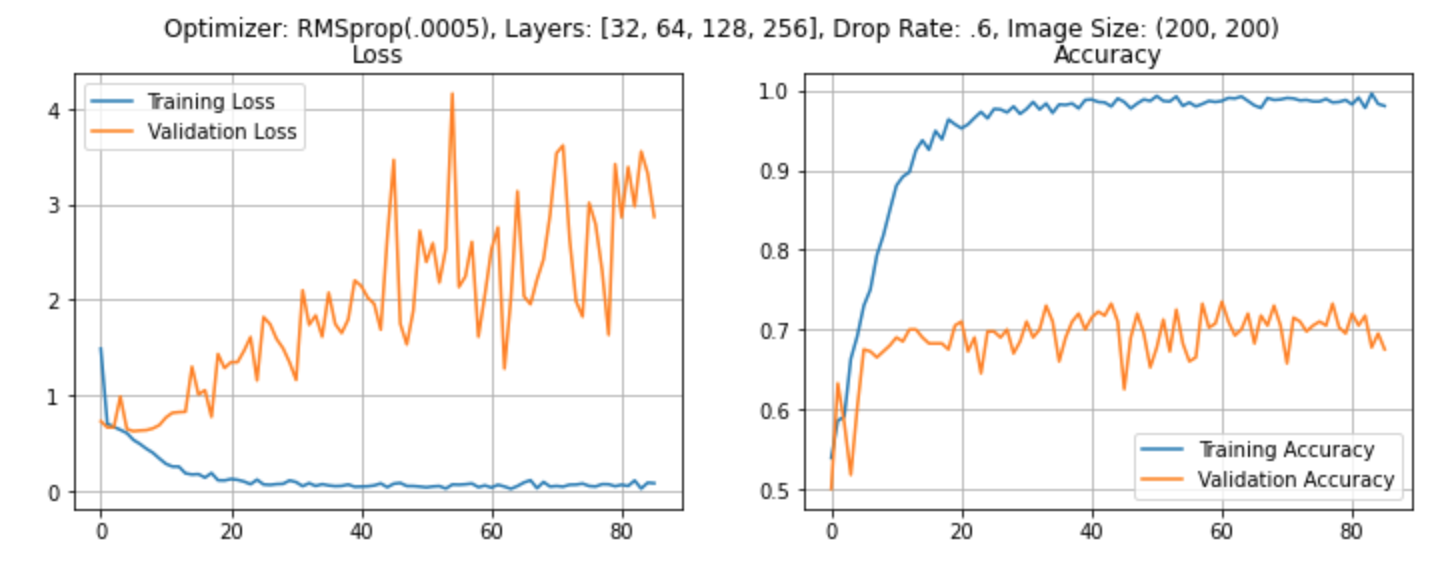 Optimizer: RMSprop(.0005), Layers: [32, 64, 128, 256], Drop Rate: .6, Image Size: (200, 200)
Loss
Training Loss
Validation Loss
4
3
2
1
0
0 20 40 60 80
Accuracy
1.0
0.9
0.8
0.7
0.6
0.5
Training Accuracy
Validation Accuracy
0 20 40 60 80